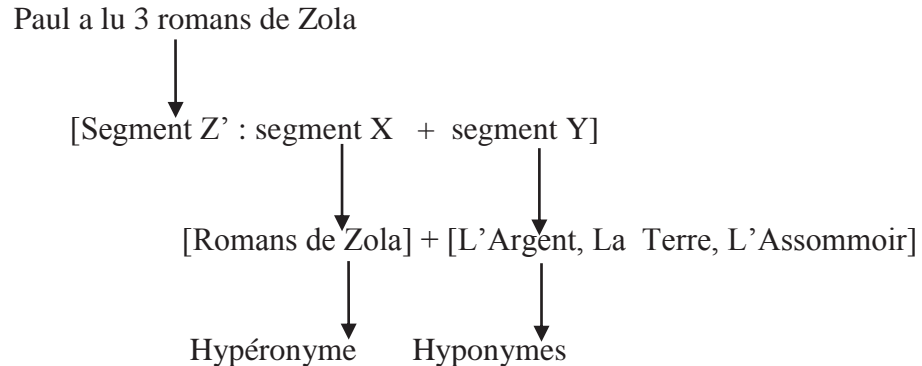 Paul a lu 3 romans de Zola
[Segment Z’ : segment X + segment Y]
[Romans de Zola] + [L’Argent, La Terre, L’Assommoir]
Hypéronyme Hyponymes